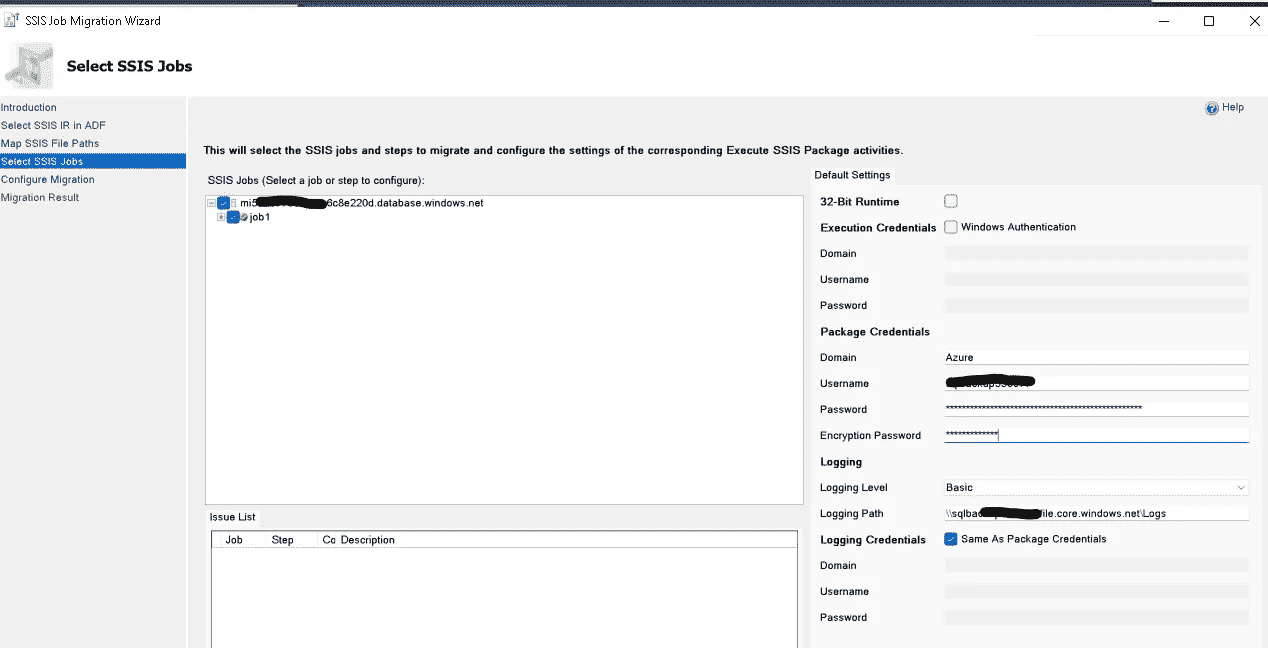 SSIS Job Migration Wizard
Select SSIS Jobs
Introduction
Select SSIS IR in ADF
Map SSIS File Paths
Select SSIS Jobs
Configure Migration
Migration Result
Help
This will select the SSIS jobs and steps to migrate and configure the settings of the corresponding Execute SSIS Package activities.
SSIS Jobs (Select a job or step to configure):
6c8e220d.database.windows.net
job1
Issue List
Job Step Co Description
Default Settings
32-Bit Runtime
Execution Credentials Windows Authentication
Domain
Username
Password
Package Credentials
Domain Azure
Username
Password *************************************************
Encryption Password *************
Logging
Logging Level Basic
Logging Path \\sqlba file.core.windows.net\Logs
Logging Credentials Same As Package Credentials
Domain
Username
Password